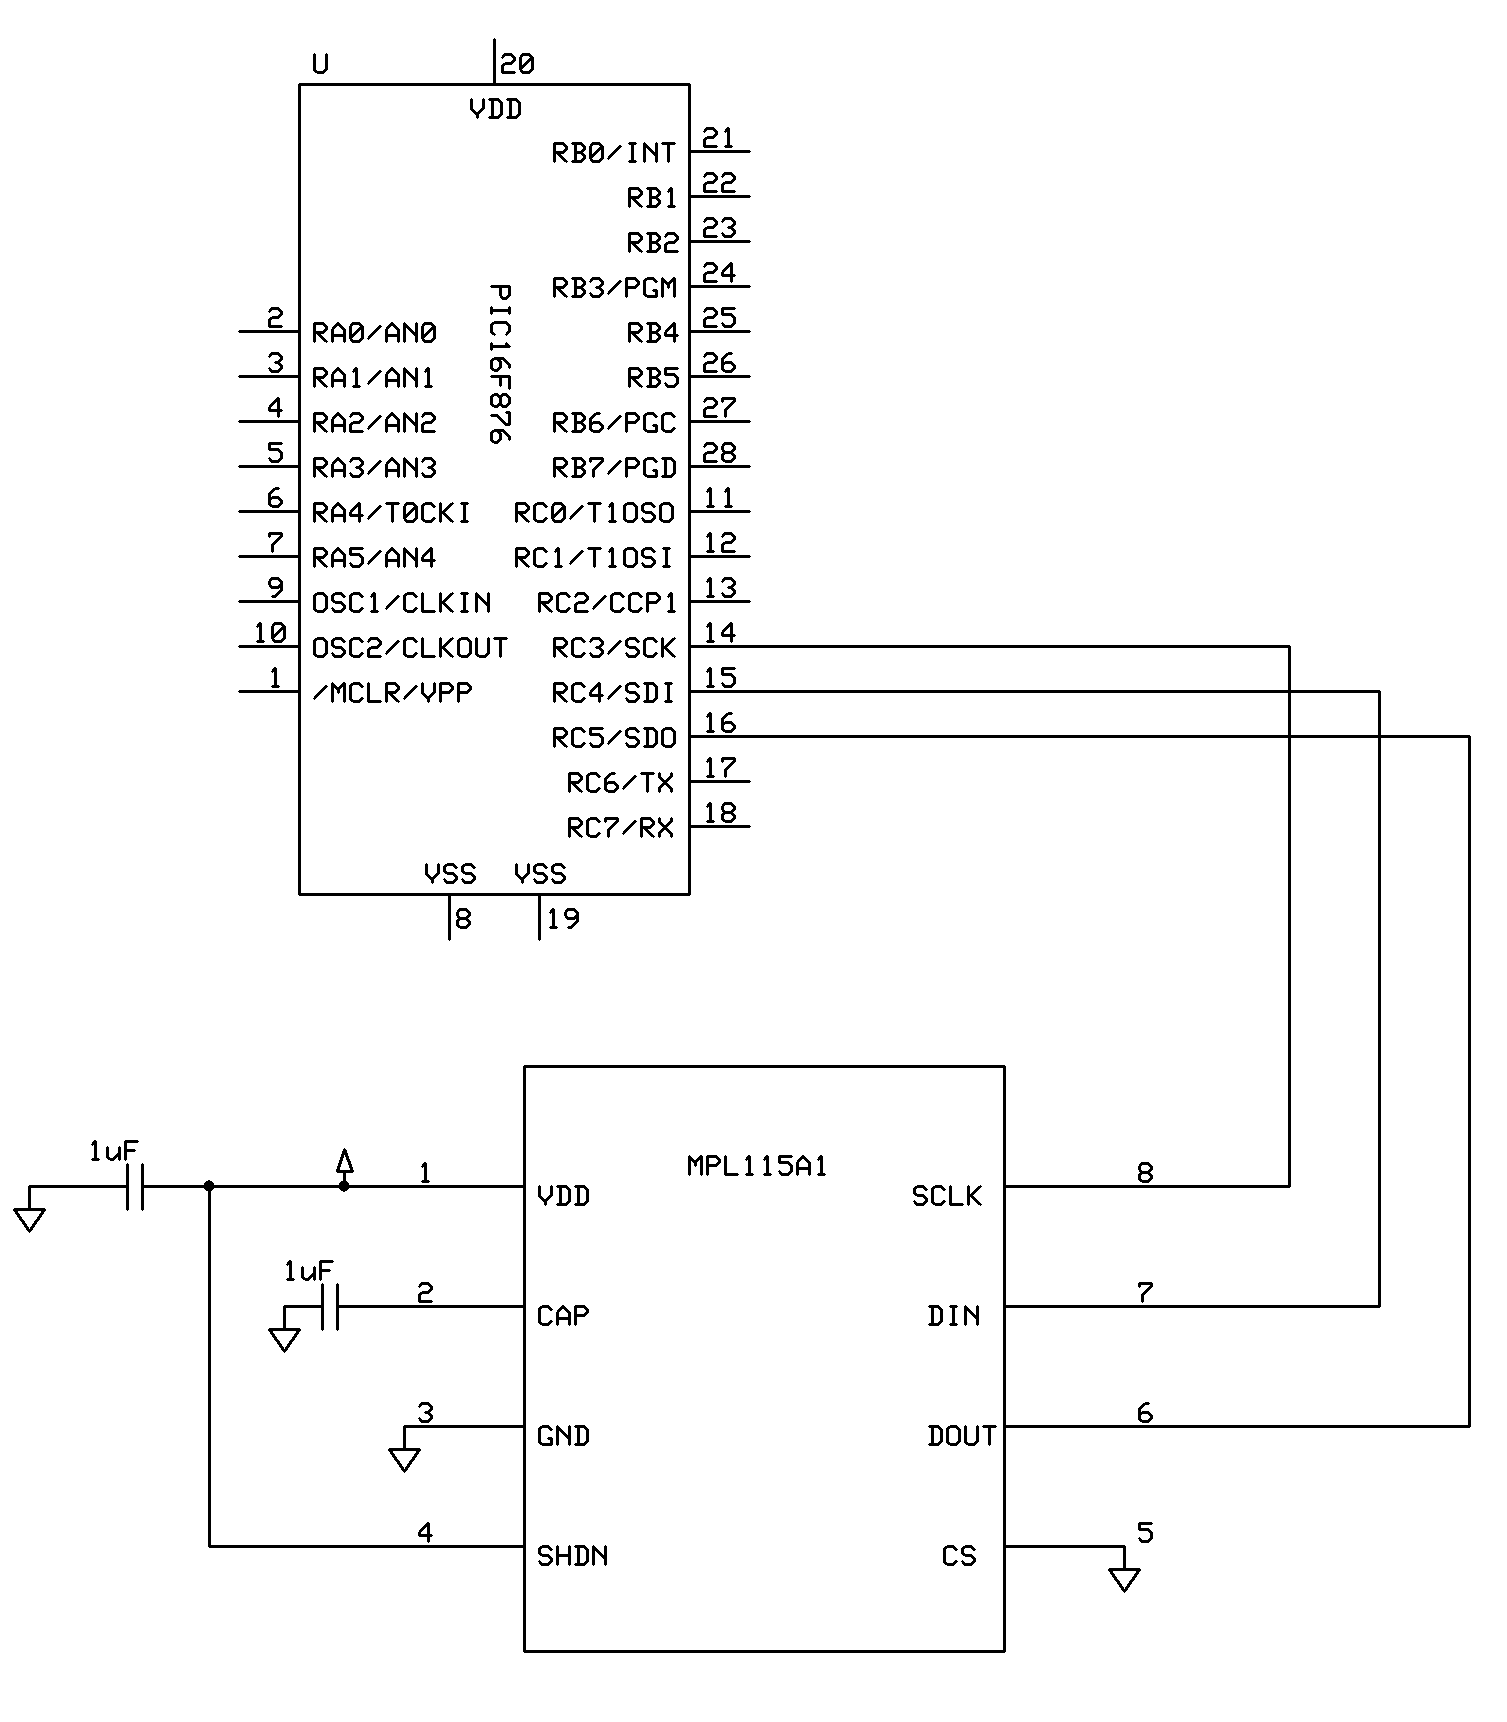 U
20
VDD
RB0/INT 21
RB1 22
RB2 23
RB3/PGM 24
PIC16F876
2 RA0/AN0 RB4 25
3 RA1/AN1 RB5 26
4 RA2/AN2 RB6/PGC 27
5 RA3/AN3 RB7/PGD 28
6 RA4/T0CKI RC0/T1OSO 11
7 RA5/AN4 RC1/T1OSI 12
9 OSC1/CLKIN RC2/CCP1 13
10 OSC2/CLKOUT RC3/SCK 14
1 /MCLR/VPP RC4/SDI 15
RC5/SDO 16
RC6/TX 17
RC7/RX 18
VSS VSS
8 19
MPL115A1
1uF
1 VDD SCLK 8
1uF
2 CAP DIN 7
3 GND DOUT 6
4 SHDN CS 5